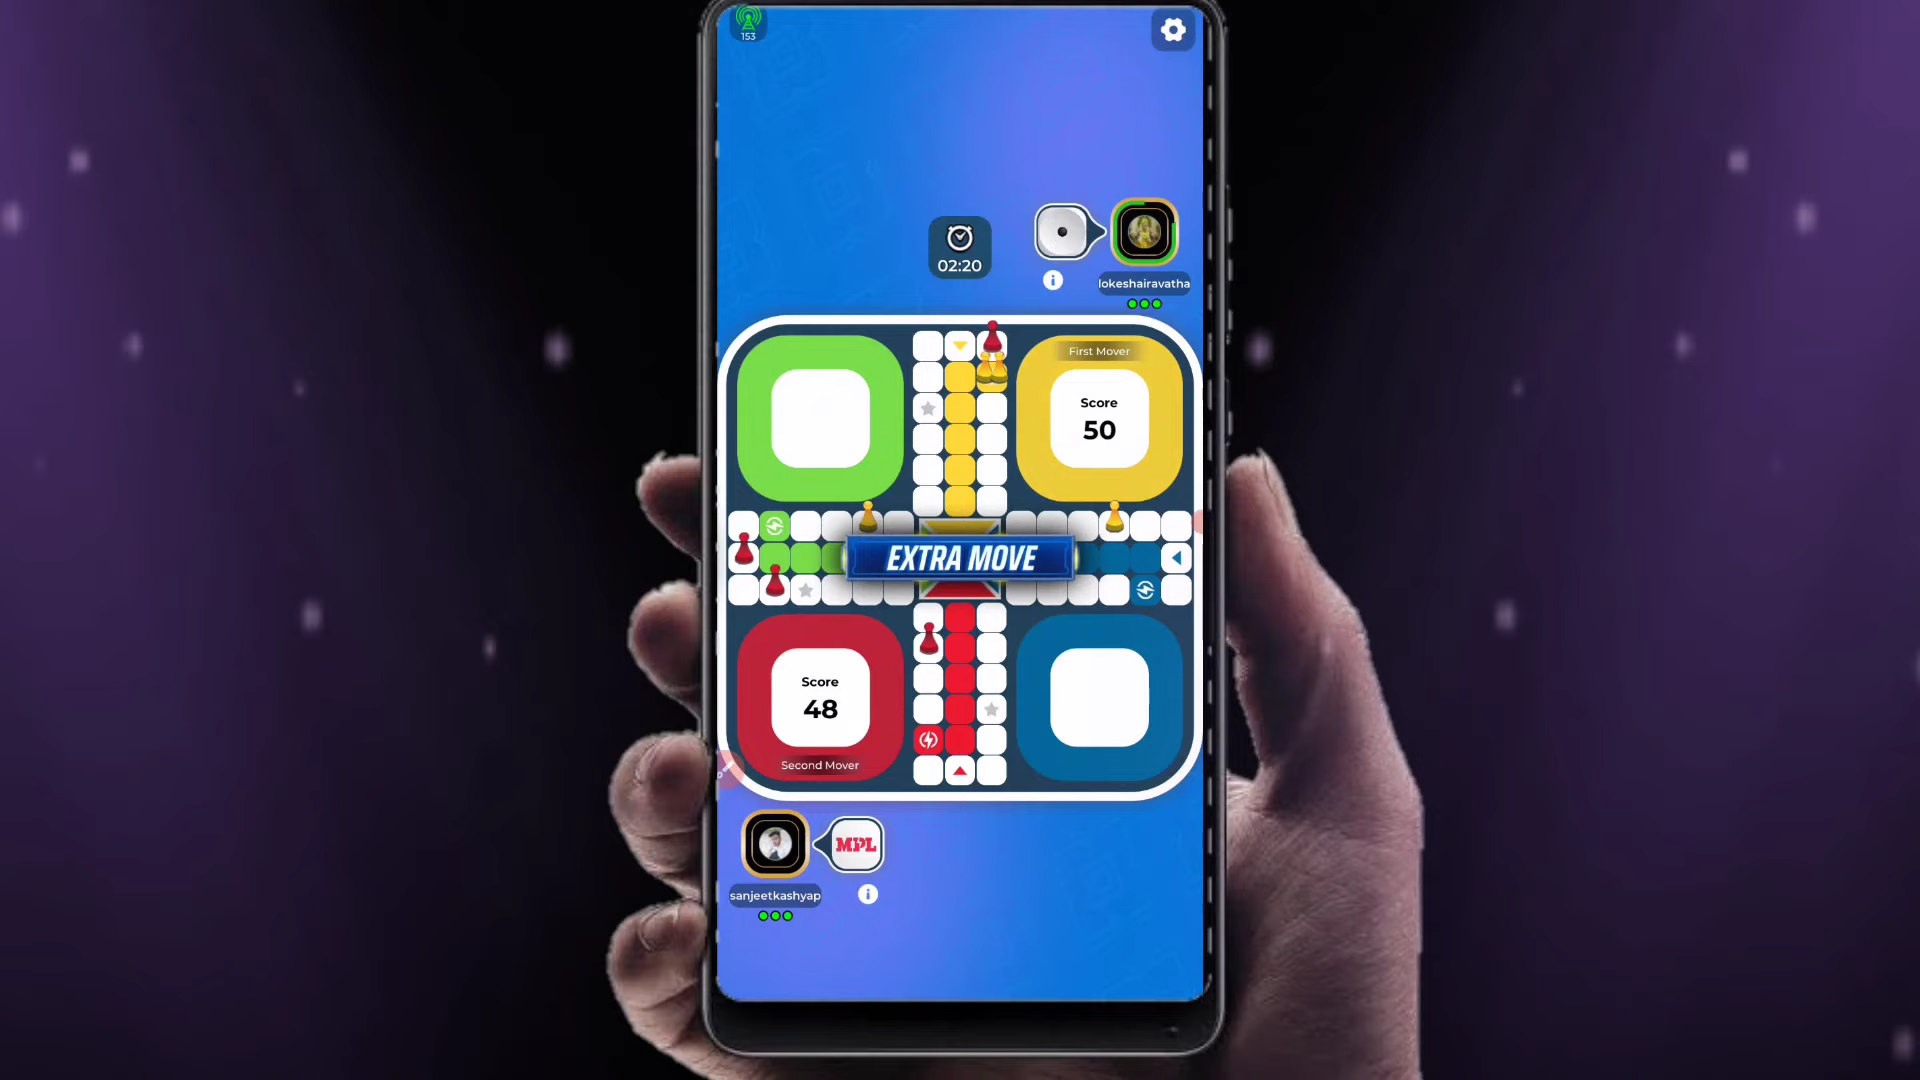 153
02:20
lokeshairavatha
First Mover
Score
50
EXTRA MOVE
Score
48
Second Mover
MPL
sanjeetkashyap